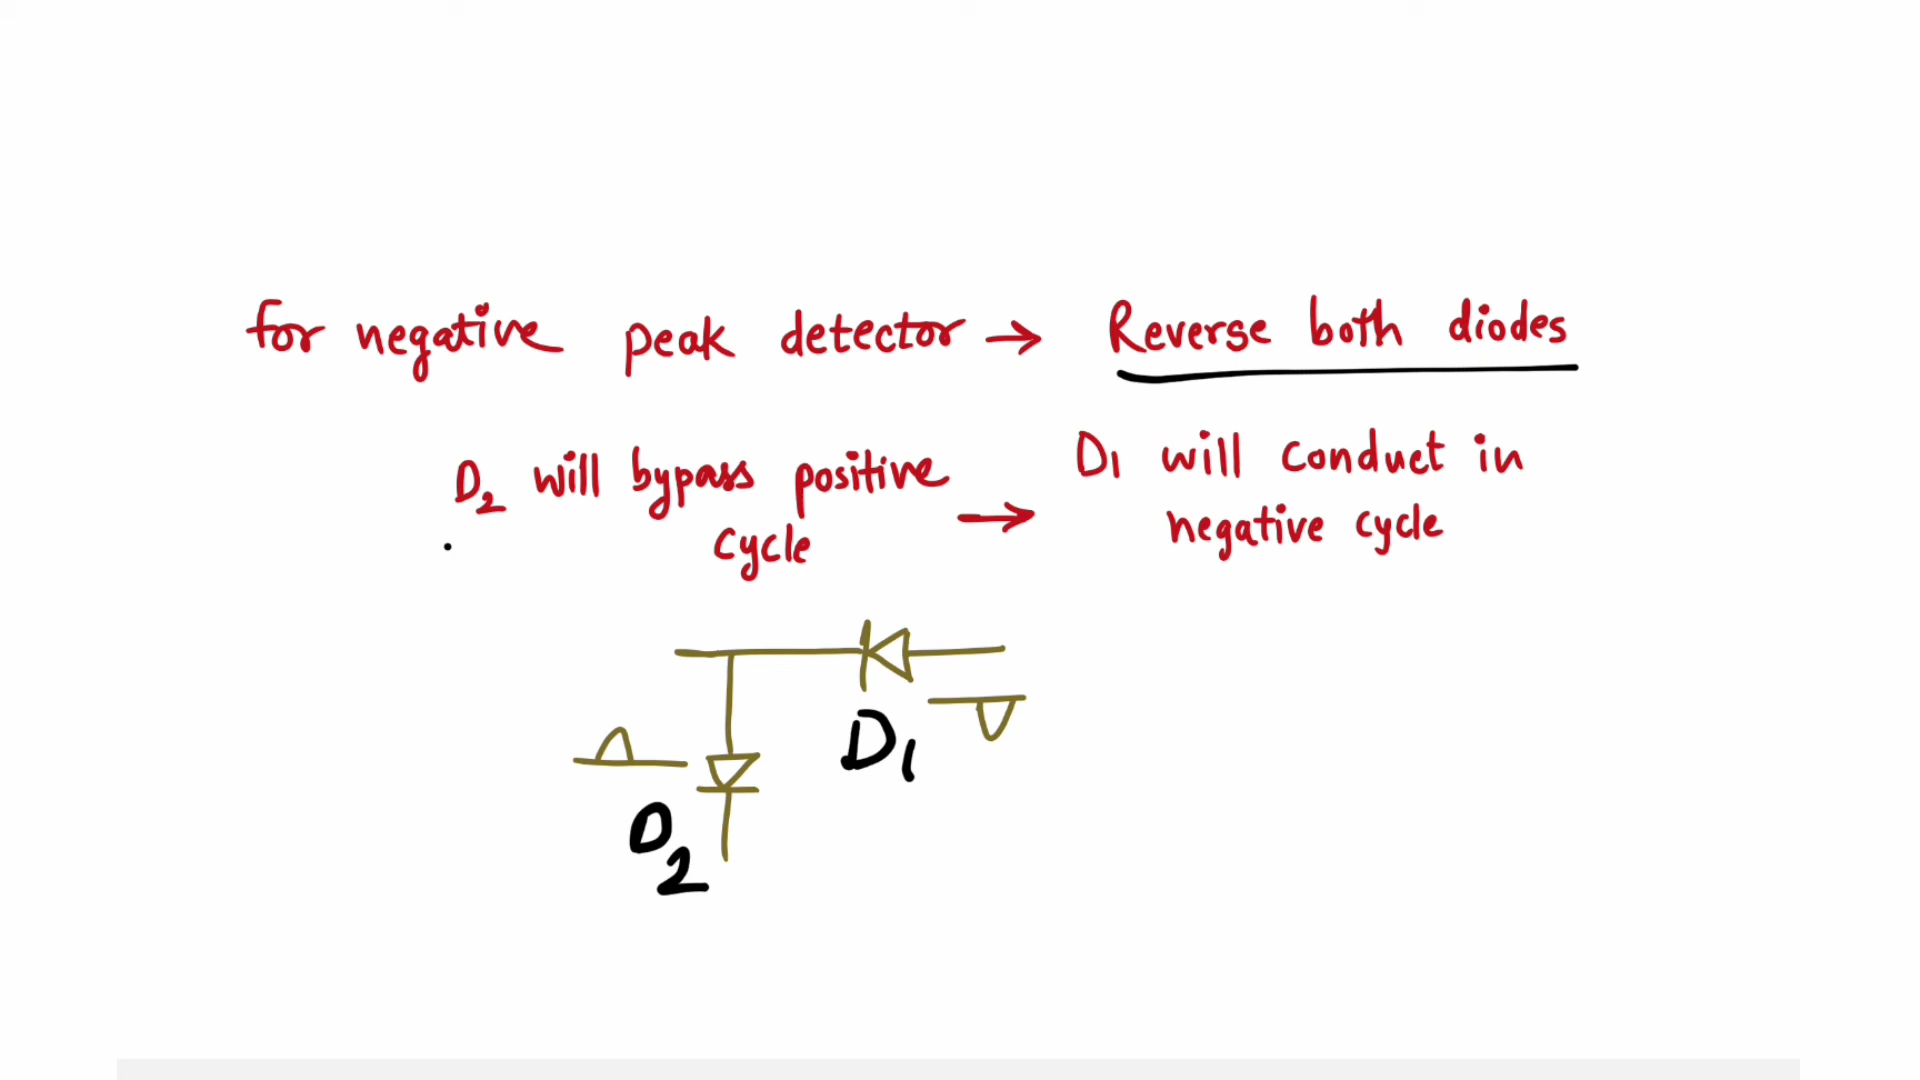 for negative peak detector → Reverse both diodes
D₂ will bypass positive cycle → D₁ will conduct in negative cycle
D₁
D₂